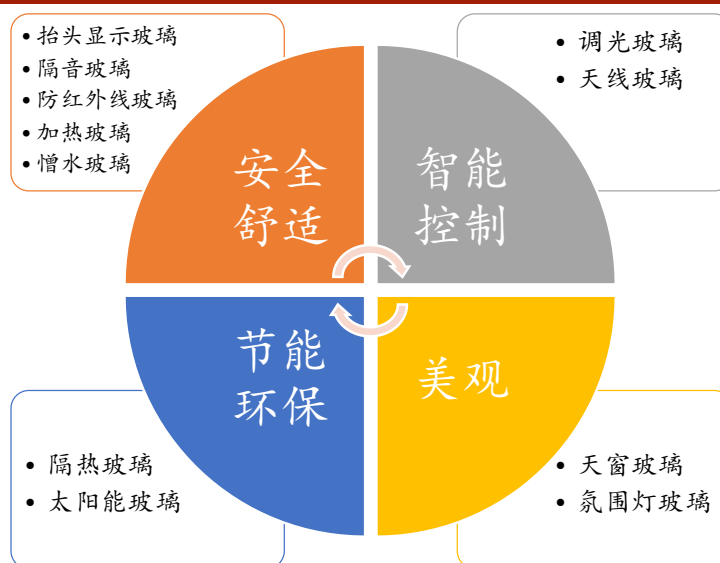 抬头显示玻璃
隔音玻璃
防红外线玻璃
加热玻璃
憎水玻璃
安全
舒适
调光玻璃
天线玻璃
智能
控制
节能
环保
隔热玻璃
太阳能玻璃
美观
天窗玻璃
氛围灯玻璃